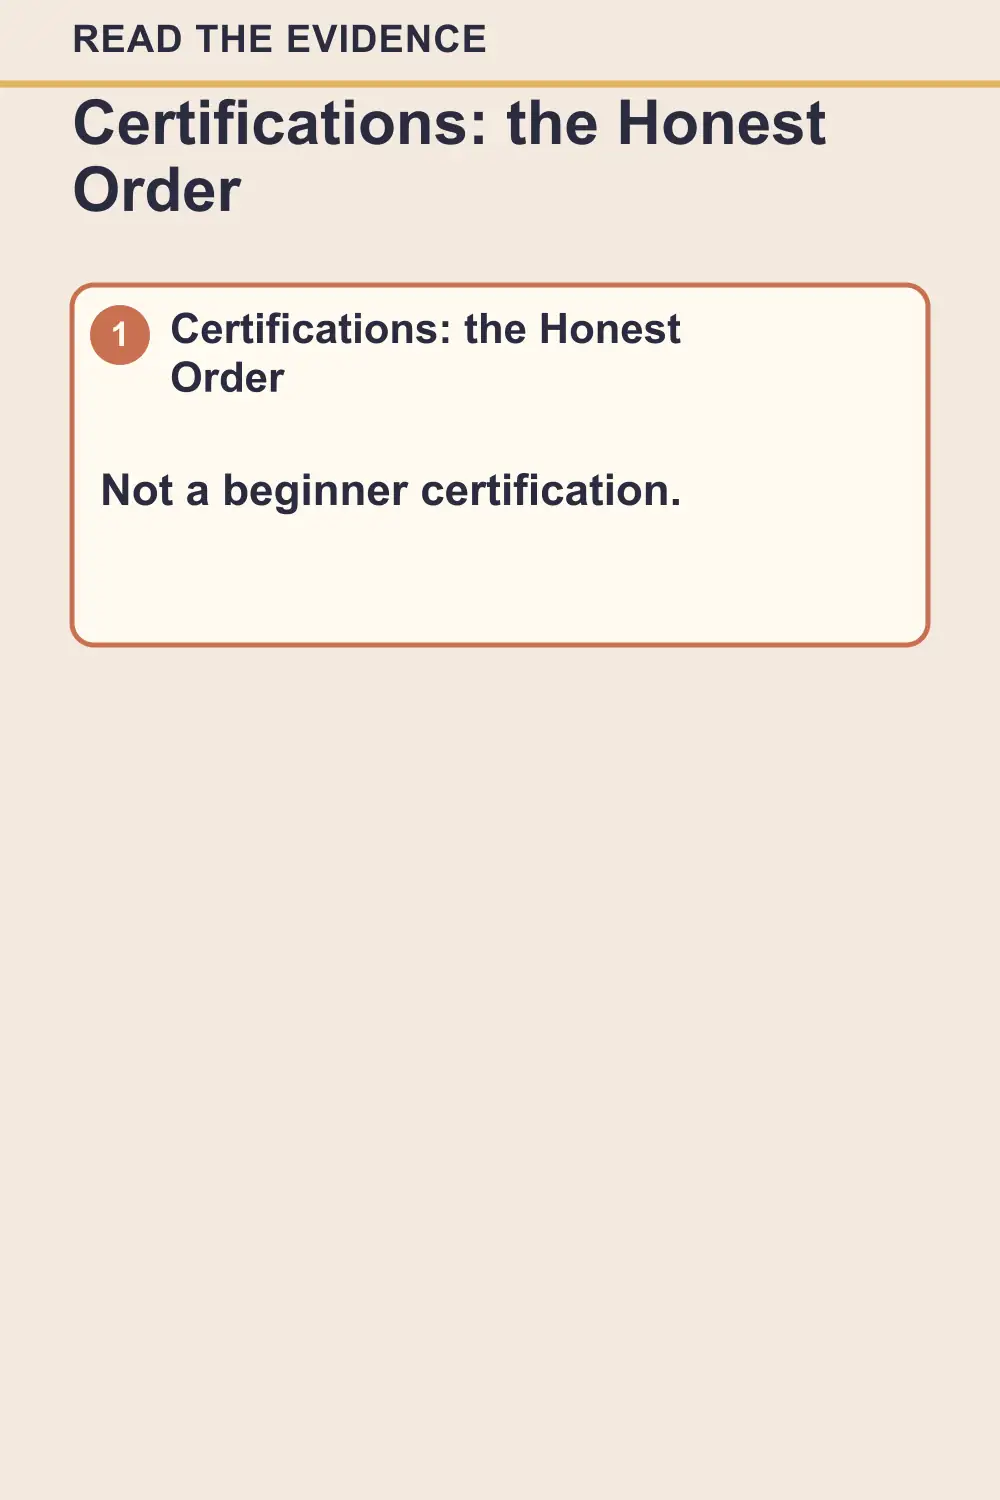 READ THE EVIDENCE
Certifications: the Honest
Order
1
Certifications: the Honest
Order
Not a beginner certification.